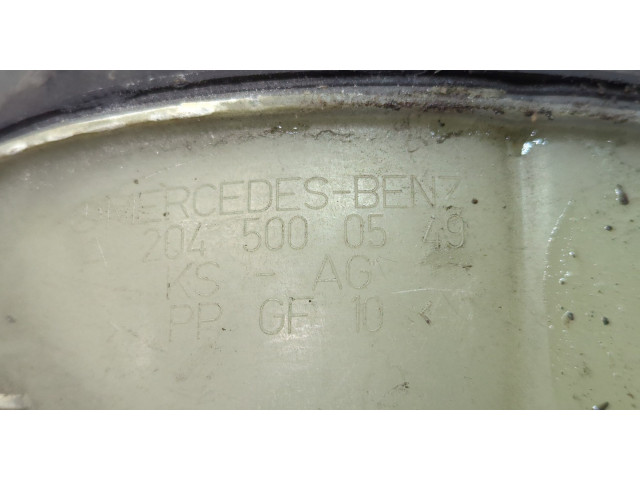 MERCEDES-BENZ
204 500 05 49
KS - AG
PP GF 10